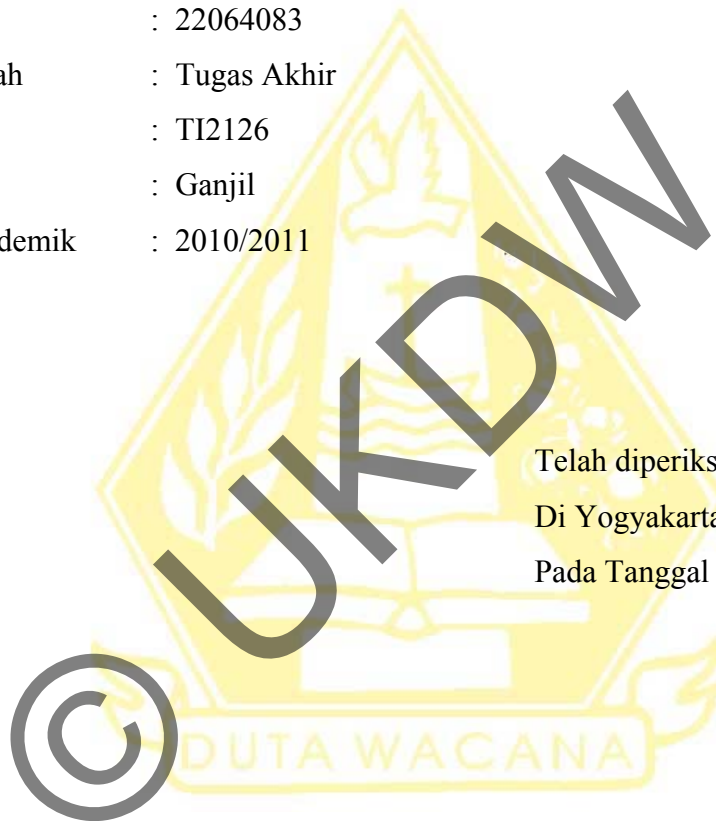 : 22064083
ah : Tugas Akhir
: TI2126
: Ganjil
demik : 2010/2011
Telah diperiks
Di Yogyakarta
Pada Tanggal
© UKDW
DUTA WACANA